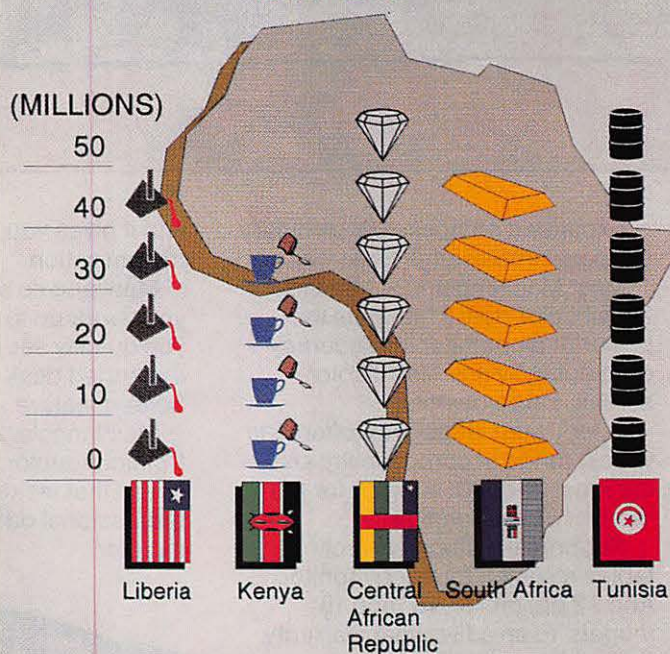 (MILLIONS)
50
40
30
20
10
0
Liberia
Kenya
Central
African
Republic
South Africa
Tunisia